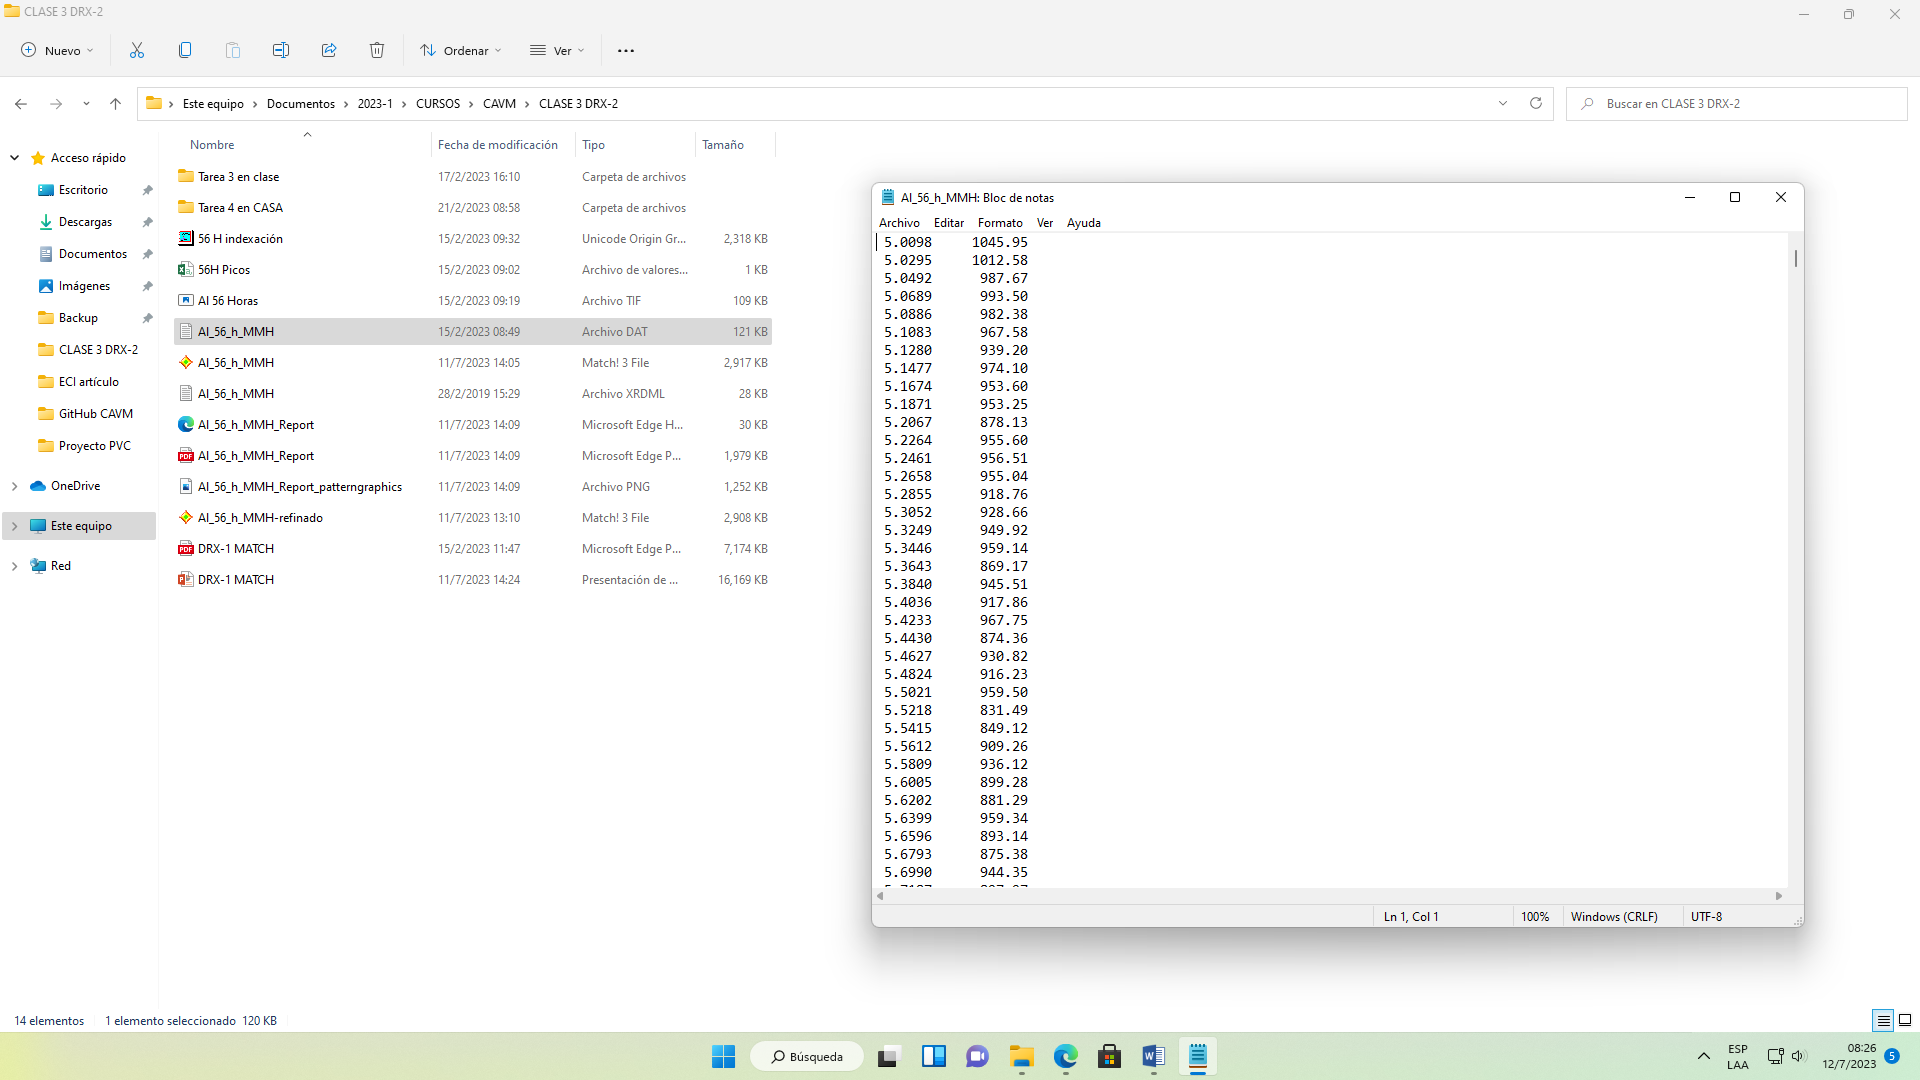 CLASE 3 DRX-2
Nuevo
Ordenar
Ver
Este equipo > Documentos > 2023-1 > CURSOS > CAVM > CLASE 3 DRX-2
Buscar en CLASE 3 DRX-2
Nombre Fecha de modificación Tipo Tamaño
Acceso rápido
Escritorio
Descargas
Documentos
Imágenes
Backup
CLASE 3 DRX-2
ECI artículo
GitHub CAVM
Proyecto PVC
OneDrive
Este equipo
Red
Tarea 3 en clase 17/2/2023 16:10 Carpeta de archivos
Tarea 4 en CASA 21/2/2023 08:58 Carpeta de archivos
56 H indexación 15/2/2023 09:32 Unicode Origin Gr... 2,318 KB
56H Picos 15/2/2023 09:02 Archivo de valores... 1 KB
AI 56 Horas 15/2/2023 09:19 Archivo TIF 109 KB
AI_56_h_MMH 15/2/2023 08:49 Archivo DAT 121 KB
AI_56_h_MMH 11/7/2023 14:05 Match! 3 File 2,917 KB
AI_56_h_MMH 28/2/2019 15:29 Archivo XRDML 28 KB
AI_56_h_MMH_Report 11/7/2023 14:09 Microsoft Edge H... 30 KB
AI_56_h_MMH_Report 11/7/2023 14:09 Microsoft Edge P... 1,979 KB
AI_56_h_MMH_Report_patterngraphics 11/7/2023 14:09 Archivo PNG 1,252 KB
AI_56_h_MMH-refinado 11/7/2023 13:10 Match! 3 File 2,908 KB
DRX-1 MATCH 15/2/2023 11:47 Microsoft Edge P... 7,174 KB
DRX-1 MATCH 11/7/2023 14:24 Presentación de ... 16,169 KB
AI_56_h_MMH: Bloc de notas
Archivo Editar Formato Ver Ayuda
5.0098 1045.95
5.0295 1012.58
5.0492 987.67
5.0689 993.50
5.0886 982.38
5.1083 967.58
5.1280 939.20
5.1477 974.10
5.1674 953.60
5.1871 953.25
5.2067 878.13
5.2264 955.60
5.2461 956.51
5.2658 955.04
5.2855 918.76
5.3052 928.66
5.3249 949.92
5.3446 959.14
5.3643 869.17
5.3840 945.51
5.4036 917.86
5.4233 967.75
5.4430 874.36
5.4627 930.82
5.4824 916.23
5.5021 959.50
5.5218 831.49
5.5415 849.12
5.5612 909.26
5.5809 936.12
5.6005 899.28
5.6202 881.29
5.6399 959.34
5.6596 893.14
5.6793 875.38
5.6990 944.35
Ln 1, Col 1 100% Windows (CRLF) UTF-8
14 elementos 1 elemento seleccionado 120 KB
Búsqueda
ESP
LAA
08:26
12/7/2023
5